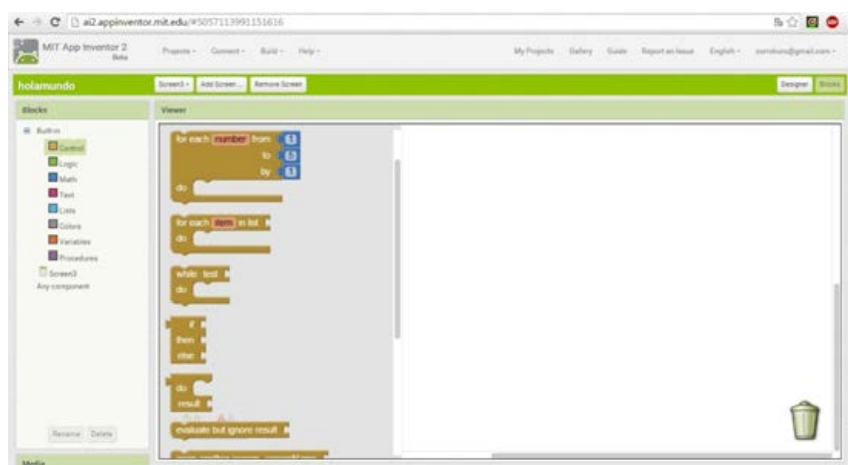 ai2.appinventor.mit.edu/#5057113991151616
MIT App Inventor 2
Beta
Projects Connect Build Help
My Projects Gallery Guide Report an Issue English
holamundo
Screen3 Add Screen ... Remove Screen
Designer Blocks
Blocks
Viewer
Built-in
Control
Logic
Math
Text
Lists
Colors
Variables
Procedures
Screen3
Any component
Rename Delete
Media
for each number from 1
to 5
by 1
do
for each item in list
do
while test
do
if
then
else
do
result
evaluate but ignore result